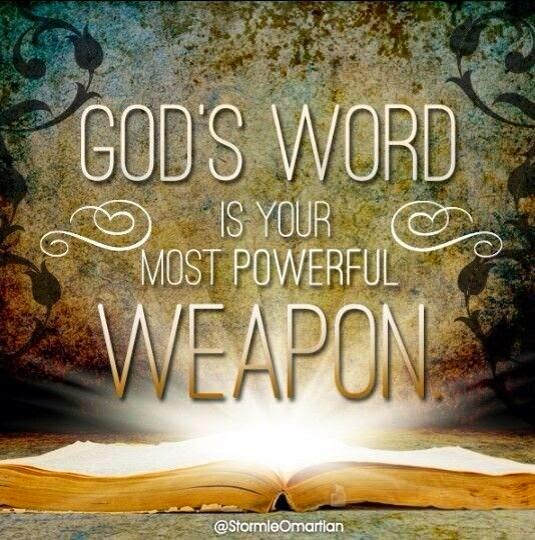 GOD'S WORD
IS YOUR
MOST POWERFUL
WEAPON.
@StormieOmartian